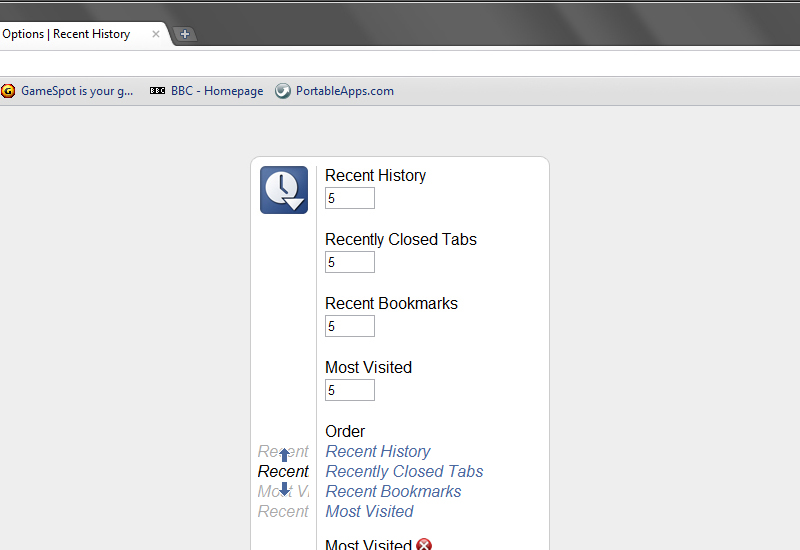 Options | Recent History
GameSpot is your g... BBC BBC - Homepage PortableApps.com
Recent History
5
Recently Closed Tabs
5
Recent Bookmarks
5
Most Visited
5
Order
Recent Recent History
Recent Recently Closed Tabs
Most Vi Recent Bookmarks
Recent Most Visited
Most Visited